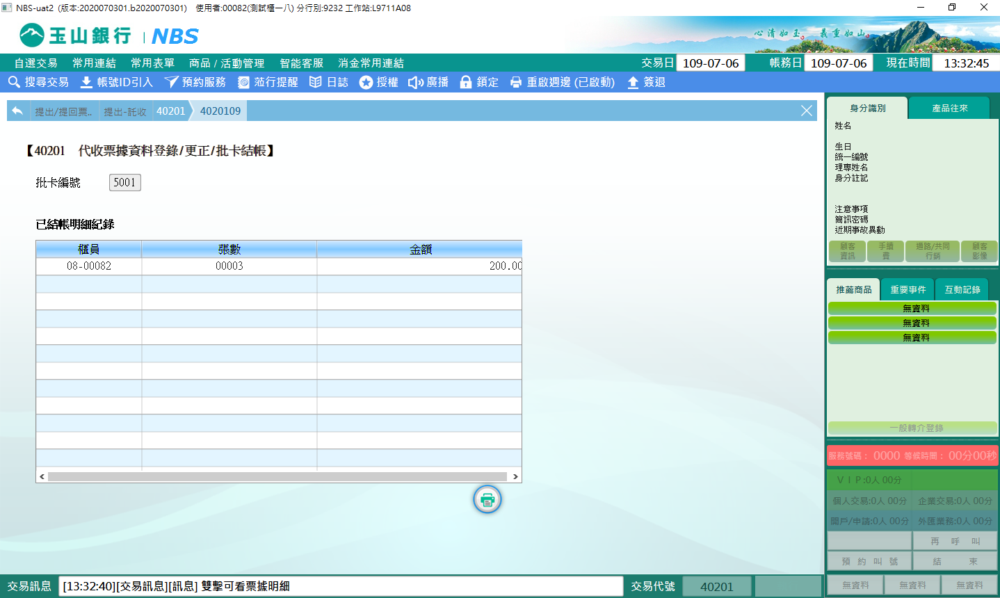 NBS-uat2 (版本:2020070301.b2020070301) 使用者:00082(測試櫃一八) 分行別:9232 工作站:L9711A08
玉山銀行 NBS
心清如玉。義重如山。
自選交易 常用連結 常用表單 商品 / 活動管理 智能客服 消金常用連結 交易日 109-07-06 帳務日 109-07-06 現在時間 13:32:45
搜尋交易 帳號ID引入 預約服務 蒞行提醒 日誌 授權 廣播 鎖定 重啟週邊 (已啟動) 簽退
提出/提回票.. 提出-託收 40201 4020109
【40201 代收票據資料登錄/更正/批卡結帳】
批卡編號 5001
已結帳明細紀錄
櫃員 張數 金額
08-00082 00003 200.00
身分識別 產品往來
姓名
生日
統一編號
理專姓名
身分註記
注意事項
簡訊密碼
近期事故異動
顧客資訊 手續費 通路/共同行銷 顧客影像
推薦商品 重要事件 互動記錄
無資料
無資料
無資料
一般轉介登錄
服務號碼： 0000 等候時間： 00分00秒
ＶＩＰ:0人 00分
個人交易:0人 00分 企業交易:0人 00分
開戶/申請:0人 00分 外匯業務:0人 00分
再 呼 叫
預 約 叫 號 結 束
無資料 無資料 無資料
交易訊息 [13:32:40][交易訊息][訊息] 雙擊可看票據明細 交易代號 40201